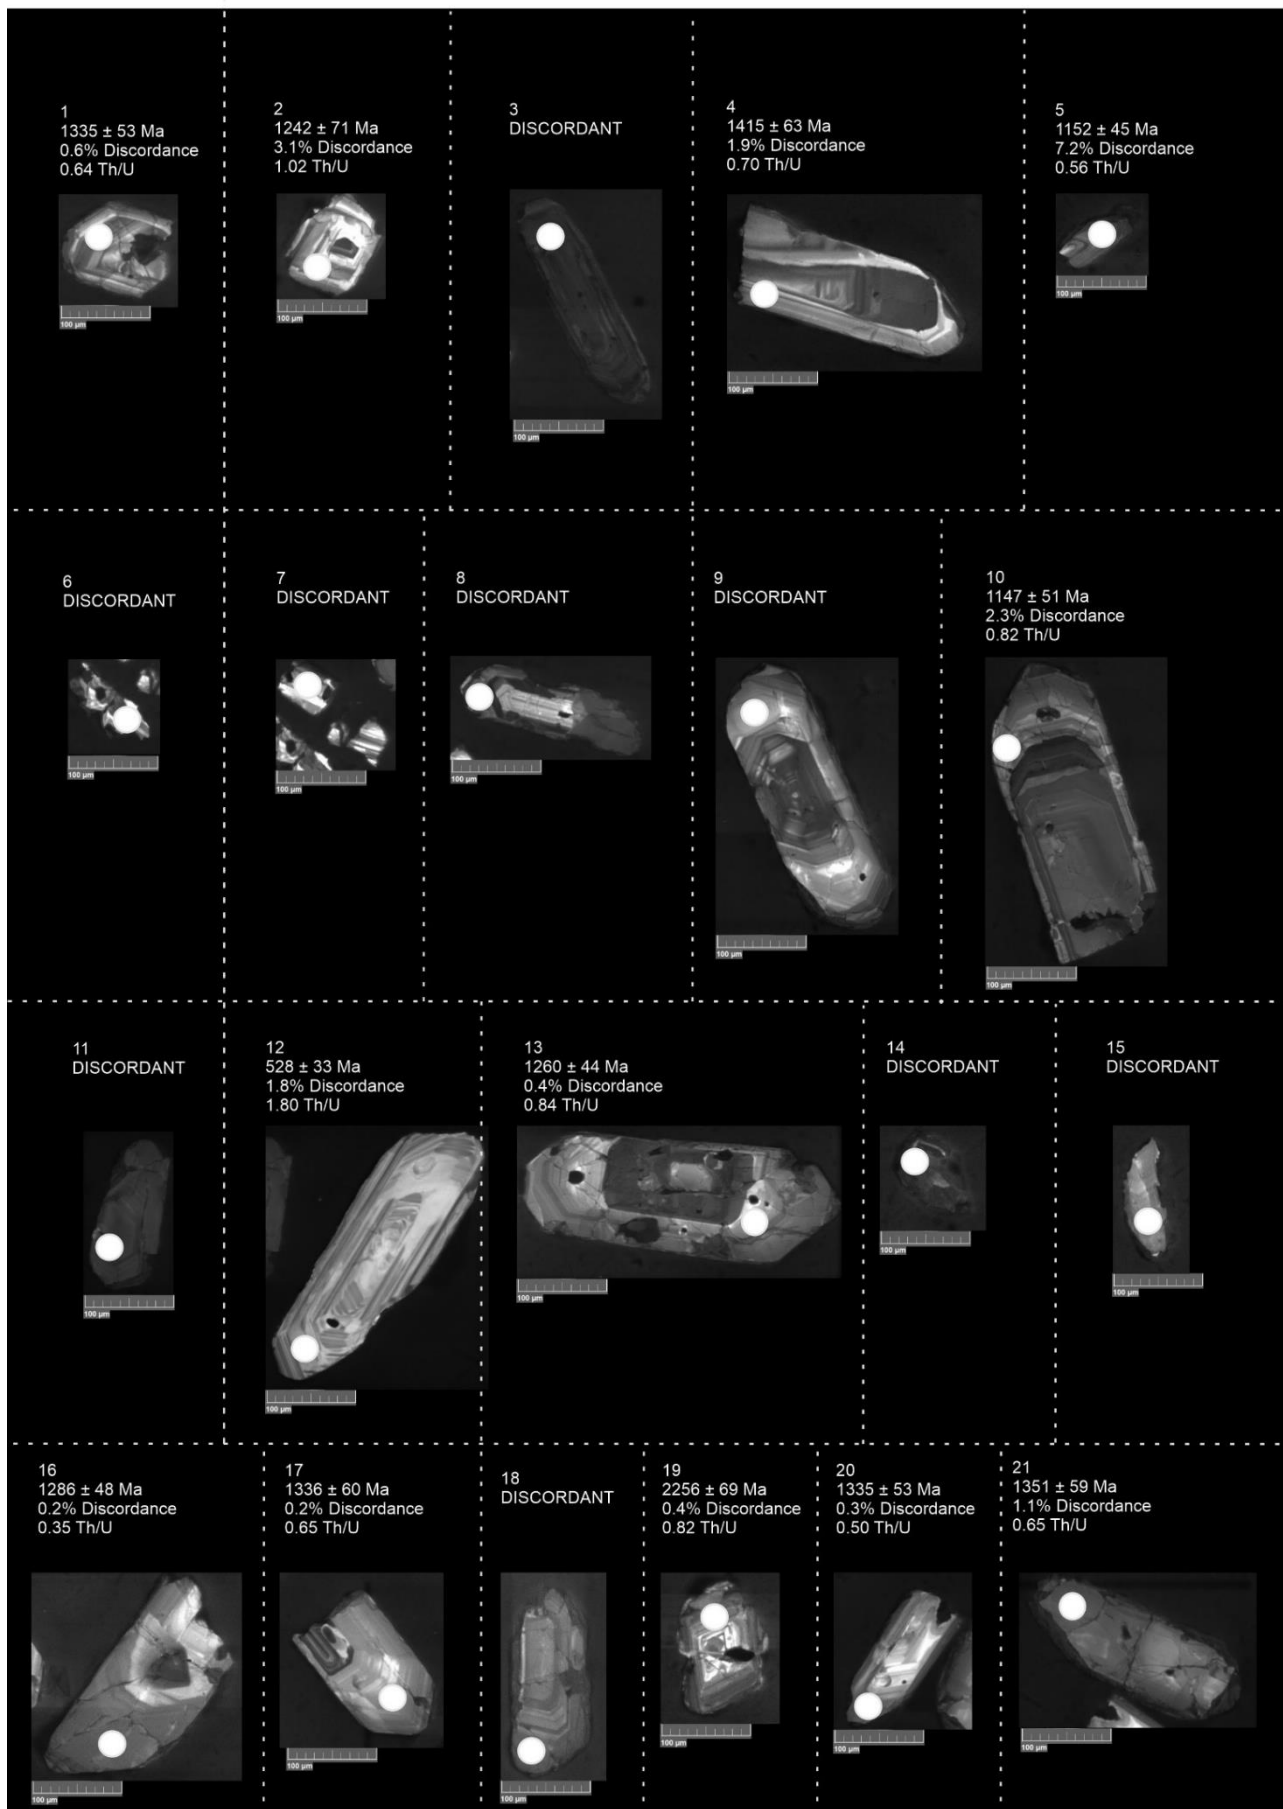 1
1335 ± 53 Ma
0.6% Discordance
0.64 Th/U
100 µm
2
1242 ± 71 Ma
3.1% Discordance
1.02 Th/U
100 µm
3
DISCORDANT
100 µm
4
1415 ± 63 Ma
1.9% Discordance
0.70 Th/U
100 µm
5
1152 ± 45 Ma
7.2% Discordance
0.56 Th/U
100 µm
6
DISCORDANT
100 µm
7
DISCORDANT
100 µm
8
DISCORDANT
100 µm
9
DISCORDANT
100 µm
10
1147 ± 51 Ma
2.3% Discordance
0.82 Th/U
100 µm
11
DISCORDANT
100 µm
12
528 ± 33 Ma
1.8% Discordance
1.80 Th/U
100 µm
13
1260 ± 44 Ma
0.4% Discordance
0.84 Th/U
100 µm
14
DISCORDANT
100 µm
15
DISCORDANT
100 µm
16
1286 ± 48 Ma
0.2% Discordance
0.35 Th/U
100 µm
17
1336 ± 60 Ma
0.2% Discordance
0.65 Th/U
100 µm
18
DISCORDANT
100 µm
19
2256 ± 69 Ma
0.4% Discordance
0.82 Th/U
100 µm
20
1335 ± 53 Ma
0.3% Discordance
0.50 Th/U
100 µm
21
1351 ± 59 Ma
1.1% Discordance
0.65 Th/U
100 µm